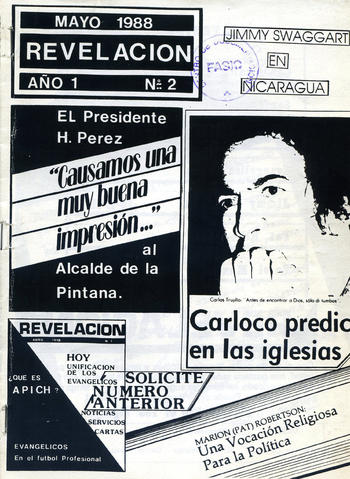 MAYO 1988
REVELACION
AÑO 1 Nº 2
JIMMY SWAGGART
EN
NICARAGUA
FASIC
EL Presidente
H. Perez
"Causamos una
muy buena
impresión..."
al
Alcalde de la
Pintana.
Carlos Trujillo: "Antes de encontrar a Dios, sólo di tumbos".
Carloco predic
en las iglesias
REVELACION
HOY
UNIFICACION
DE LOS
EVANGELICOS
¿QUE ES
APICH?
NOTICIAS
SERVICIOS
CARTAS
EVANGELICOS
En el futbol Profesional
SOLICITE
NUMERO
ANTERIOR
MARION (PAT) ROBERTSON:
Una Vocación Religiosa
Para la Política